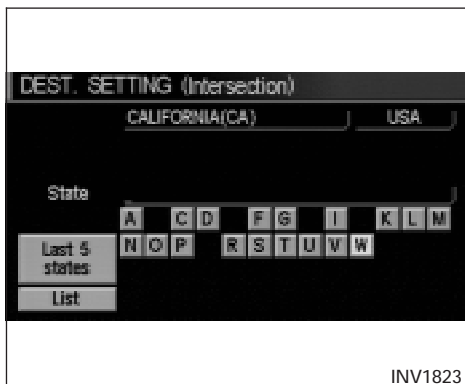 DEST. SETTING (Intersection)
CALIFORNIA(CA) USA
State
A C D F G I K L M
N O P R S T U V W
Last 5
states
List
INV1823